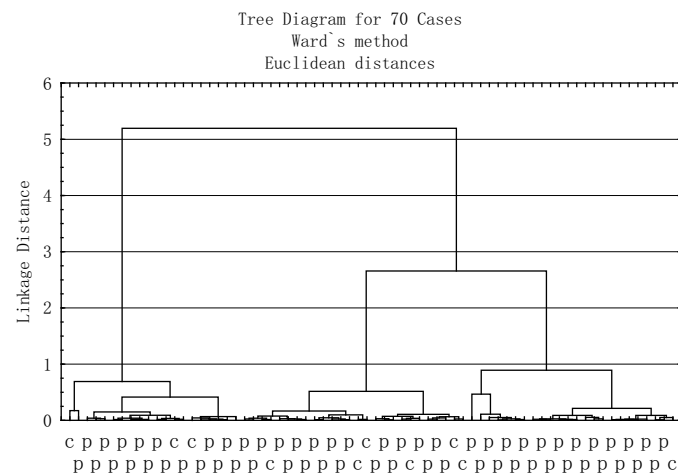 Tree Diagram for 70 Cases
Ward`s method
Euclidean distances
6
5
4
3
2
1
0
Linkage Distance
c p p p p p c c p p p p p p p p p c p p c p c p p p p p p p p p p p p
p p p p p p p p p p p c p p p p c p p c p p c p p p p p p p p p p p c